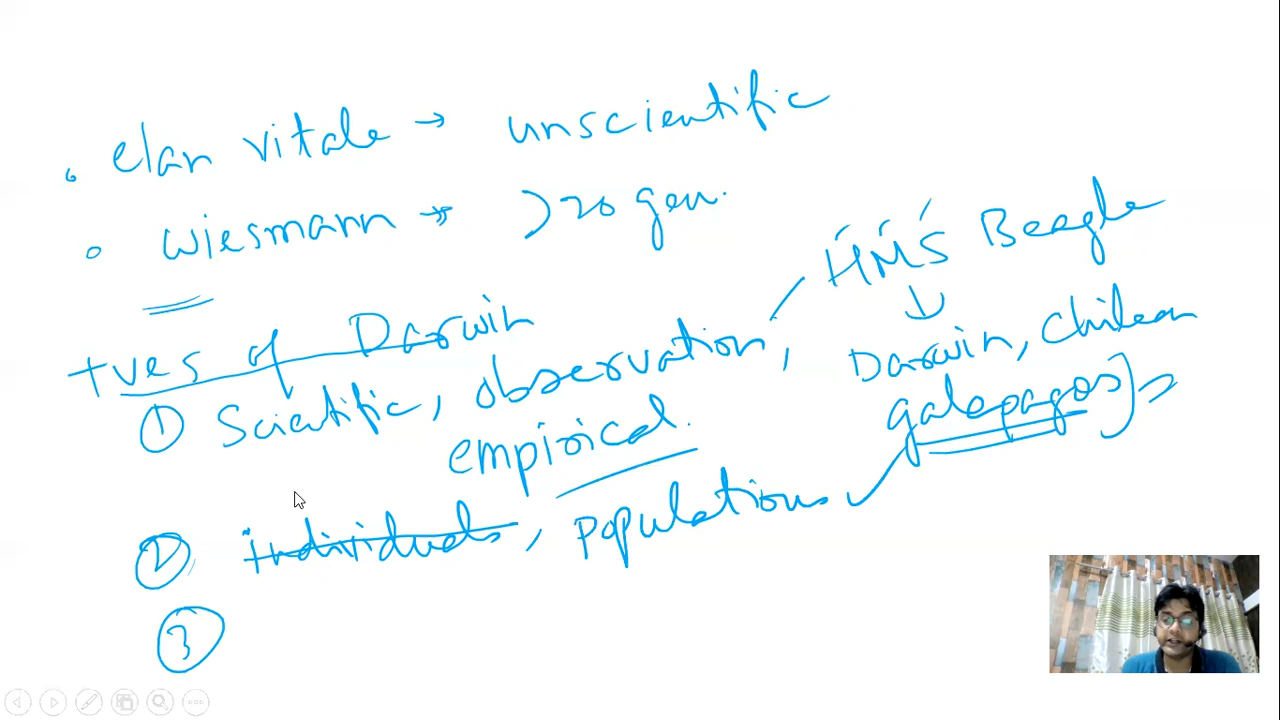 elan vitale → unscientific
wiesmann → >20 gen.
HMS Beagle
+ves of Darwin
Darwin, Chilean
① Scientific, observation,
galapagos
empirical.
② individuals, populations
③